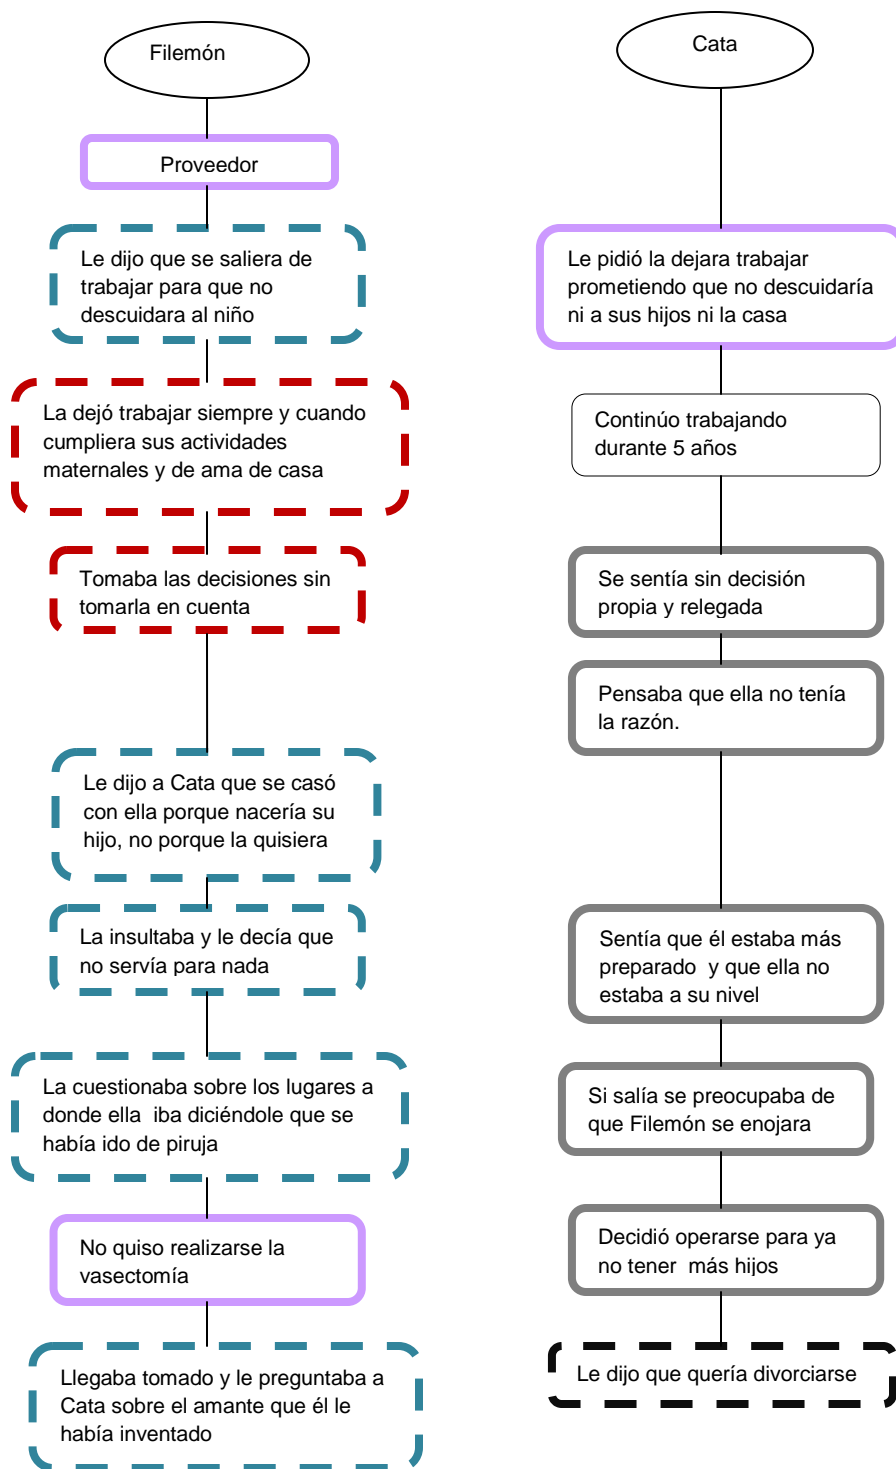 Filemón
Proveedor
Le dijo que se saliera de
trabajar para que no
descuidara al niño
La dejó trabajar siempre y cuando
cumpliera sus actividades
maternales y de ama de casa
Tomaba las decisiones sin
tomarla en cuenta
Le dijo a Cata que se casó
con ella porque nacería su
hijo, no porque la quisiera
La insultaba y le decía que
no servía para nada
La cuestionaba sobre los lugares a
donde ella iba diciéndole que se
había ido de piruja
No quiso realizarse la
vasectomía
Llegaba tomado y le preguntaba a
Cata sobre el amante que él le
había inventado
Cata
Le pidió la dejara trabajar
prometiendo que no descuidaría
ni a sus hijos ni la casa
Continúo trabajando
durante 5 años
Se sentía sin decisión
propia y relegada
Pensaba que ella no tenía
la razón.
Sentía que él estaba más
preparado y que ella no
estaba a su nivel
Si salía se preocupaba de
que Filemón se enojara
Decidió operarse para ya
no tener más hijos
Le dijo que quería divorciarse